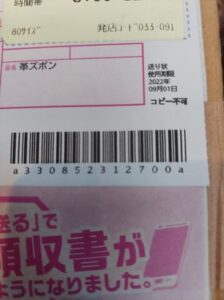 時間帯
80ｻｲｽﾞ 発店ｺｰﾄﾞ033-091
品名 革ズボン
送り状
使用期限
2022年
09月01日
コピー不可
a330852312700a
送る」で
領収書が
ようになりました。